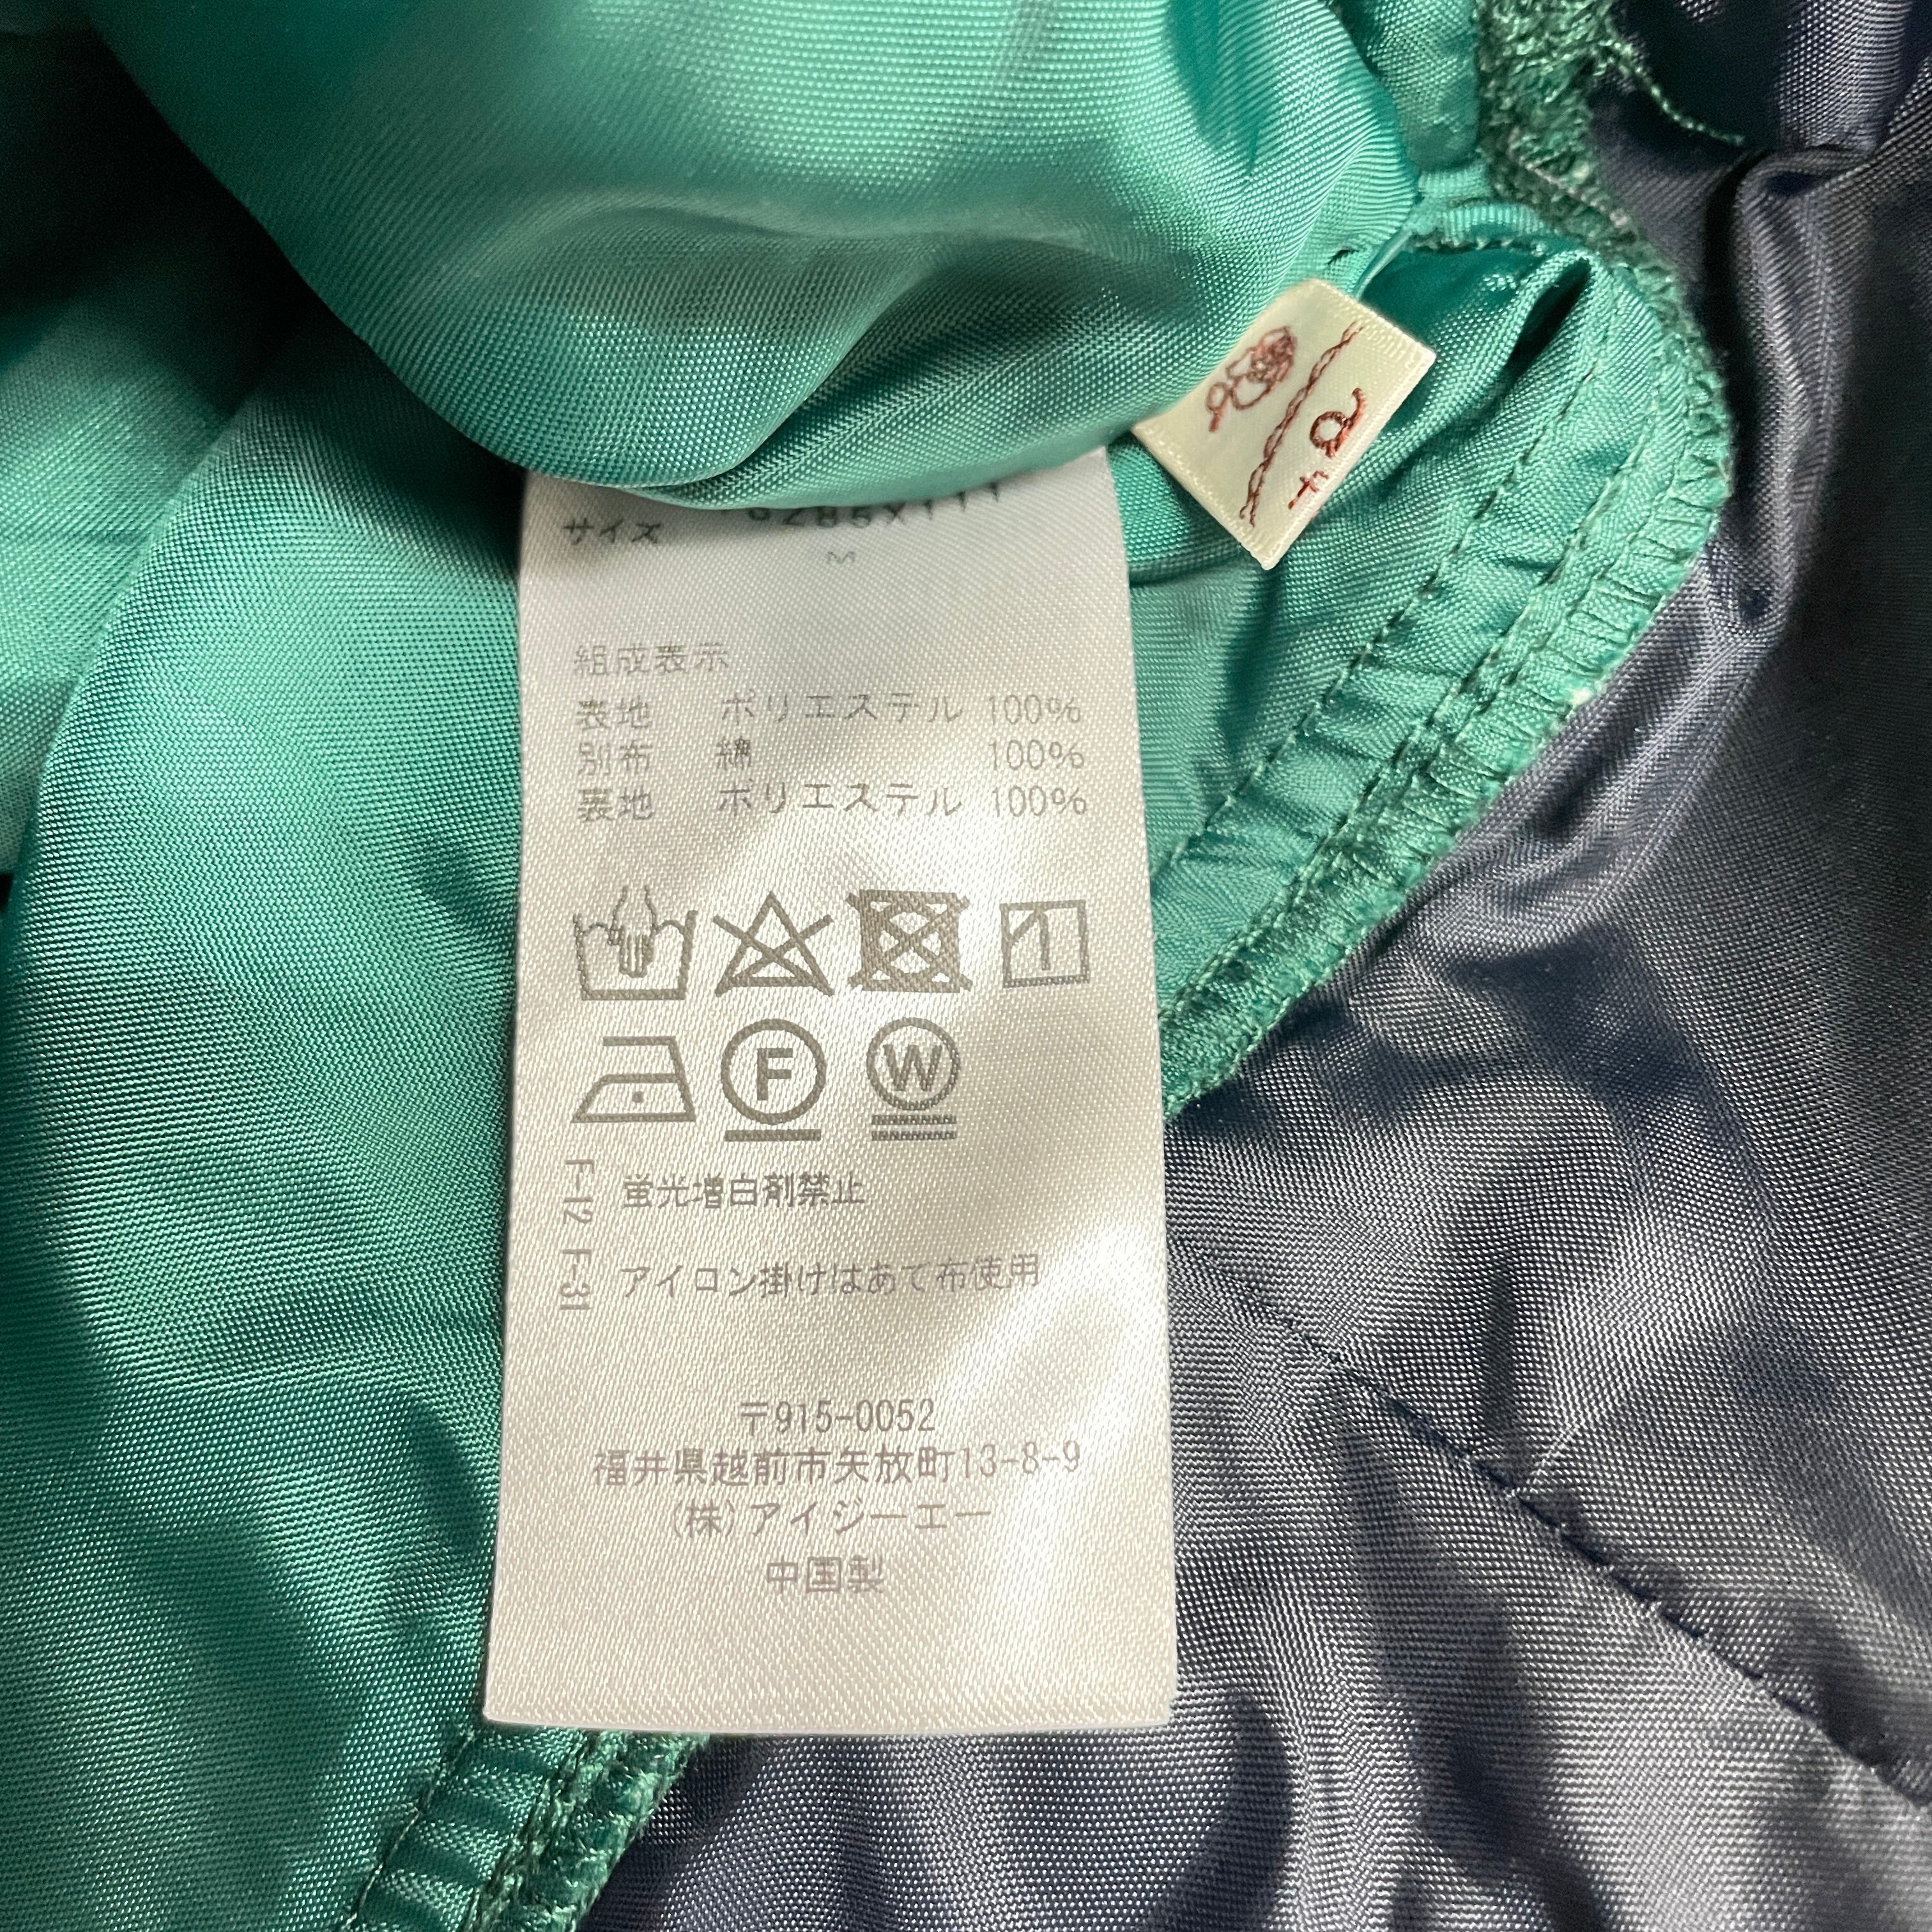 サイズ
M
組成表示
表地 ポリエステル 100%
別布 綿 100%
裏地 ポリエステル 100%
1
F W
F-12 F-31
蛍光増白剤禁止
アイロン掛けはあて布使用
〒915-0052
福井県越前市矢放町13-8-9
(株)アイジーエー
中国製